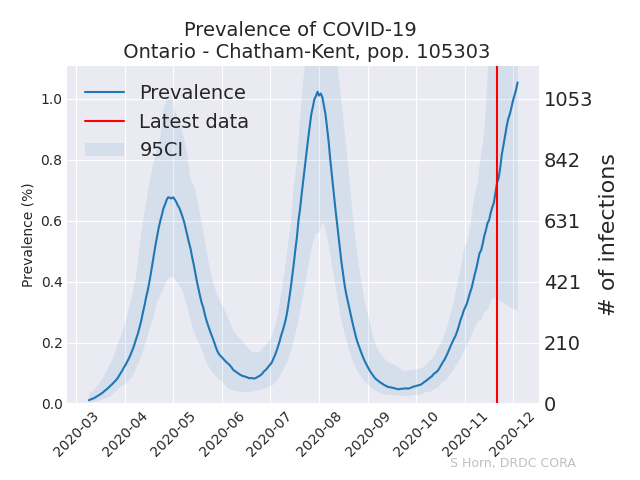 Prevalence of COVID-19
Ontario - Chatham-Kent, pop. 105303
Prevalence
Latest data
95CI
1.0
0.8
0.6
0.4
0.2
0.0
Prevalence (%)
1053
842
631
421
210
0
# of infections
2020-03
2020-04
2020-05
2020-06
2020-07
2020-08
2020-09
2020-10
2020-11
2020-12
S Horn, DRDC CORA